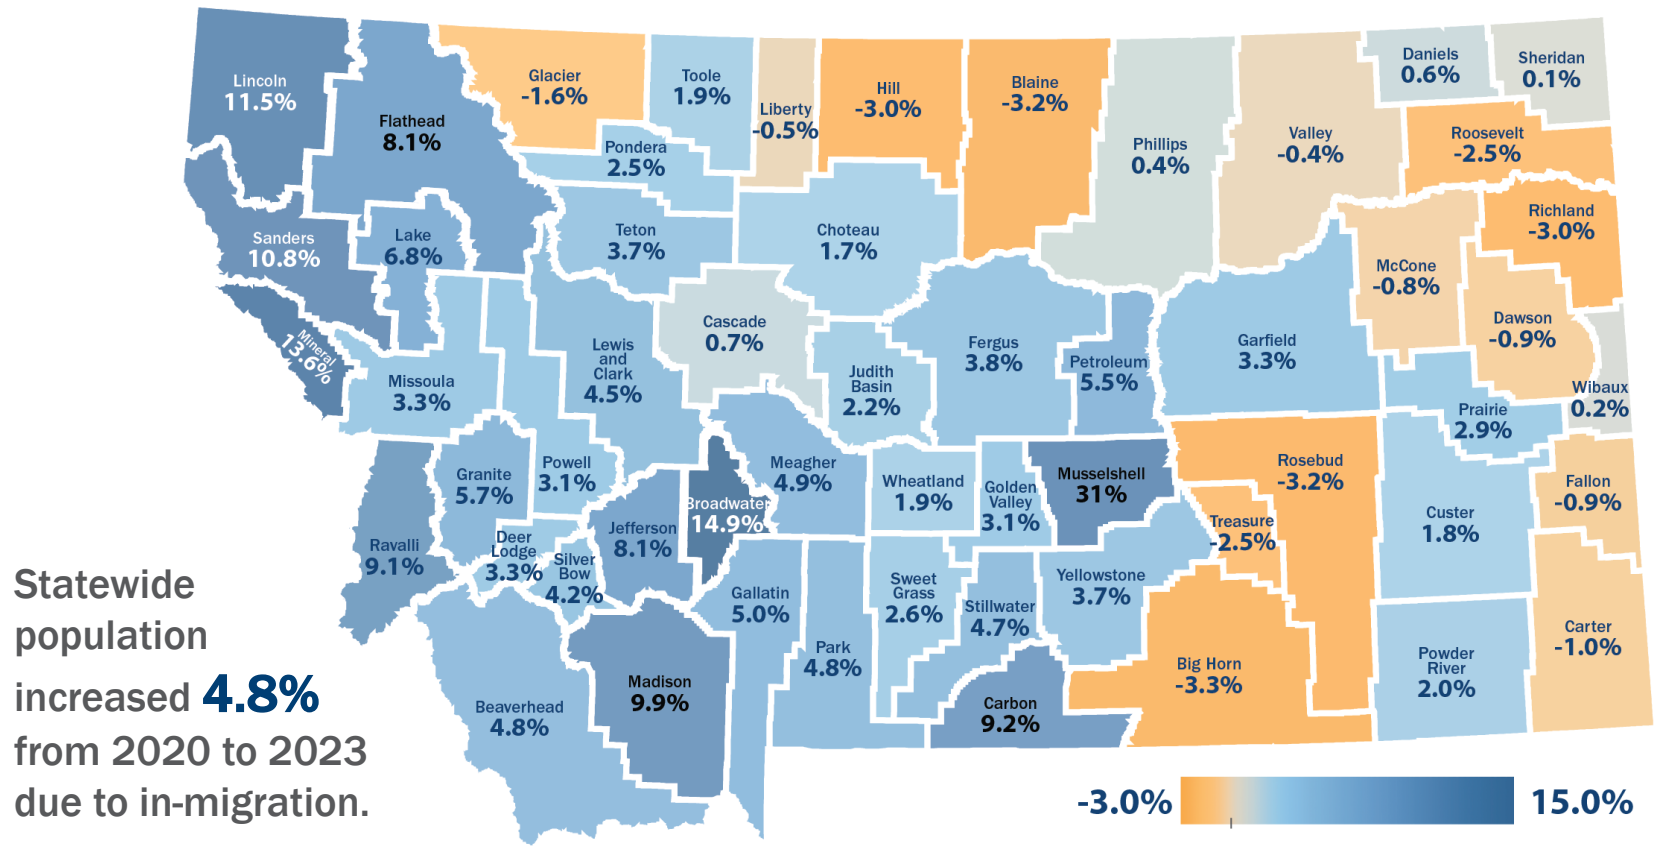 Lincoln
11.5%
Flathead
8.1%
Glacier
-1.6%
Toole
1.9%
Liberty
-0.5%
Hill
-3.0%
Blaine
-3.2%
Phillips
0.4%
Valley
-0.4%
Daniels
0.6%
Sheridan
0.1%
Roosevelt
-2.5%
Pondera
2.5%
Sanders
10.8%
Lake
6.8%
Teton
3.7%
Choteau
1.7%
Richland
-3.0%
McCone
-0.8%
Dawson
-0.9%
Mineral
13.6%
Missoula
3.3%
Lewis
and
Clark
4.5%
Cascade
0.7%
Judith
Basin
2.2%
Fergus
3.8%
Petroleum
5.5%
Garfield
3.3%
Wibaux
0.2%
Prairie
2.9%
Granite
5.7%
Powell
3.1%
Meagher
4.9%
Wheatland
1.9%
Golden
Valley
3.1%
Musselshell
31%
Rosebud
-3.2%
Treasure
-2.5%
Custer
1.8%
Fallon
-0.9%
Ravalli
9.1%
Deer
Lodge
3.3%
Silver
Bow
4.2%
Jefferson
8.1%
Broadwater
14.9%
Gallatin
5.0%
Park
4.8%
Sweet
Grass
2.6%
Stillwater
4.7%
Yellowstone
3.7%
Big Horn
-3.3%
Powder
River
2.0%
Carter
-1.0%
Beaverhead
4.8%
Madison
9.9%
Carbon
9.2%
Statewide
population
increased 4.8%
from 2020 to 2023
due to in-migration.
-3.0%
15.0%